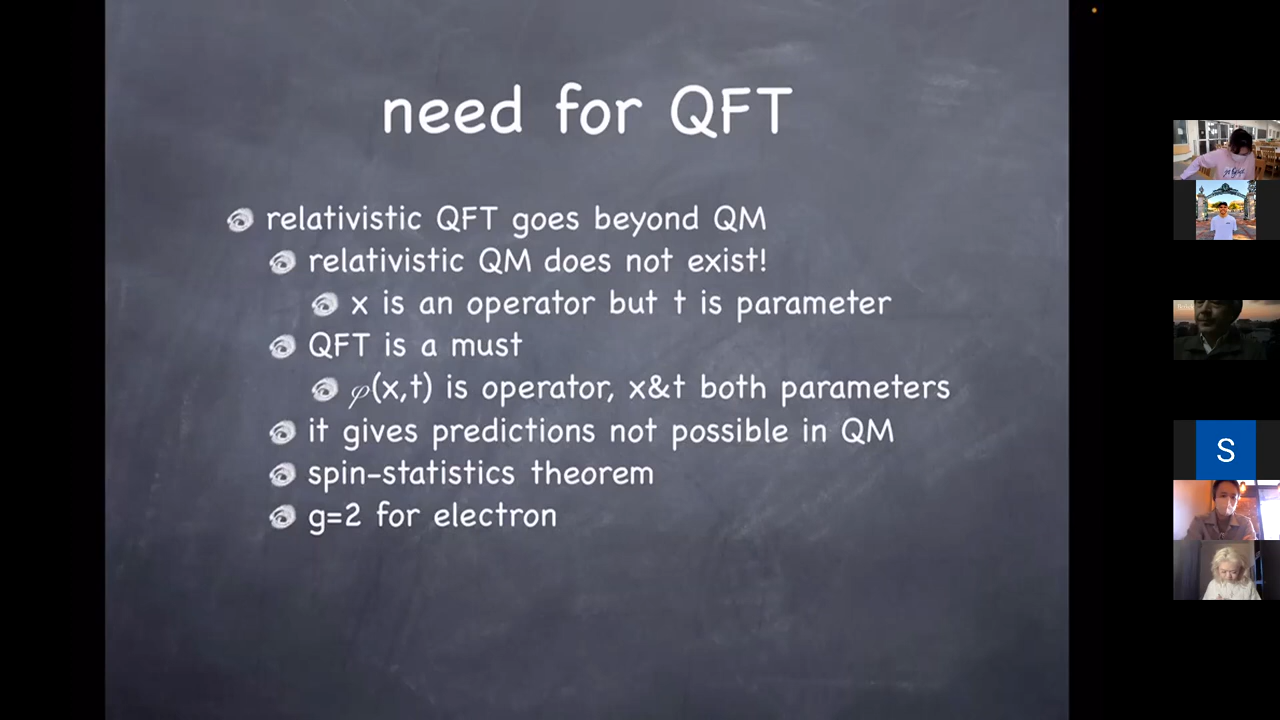 need for QFT
relativistic QFT goes beyond QM
relativistic QM does not exist!
x is an operator but t is parameter
QFT is a must
φ(x,t) is operator, x&t both parameters
it gives predictions not possible in QM
spin-statistics theorem
g=2 for electron
S